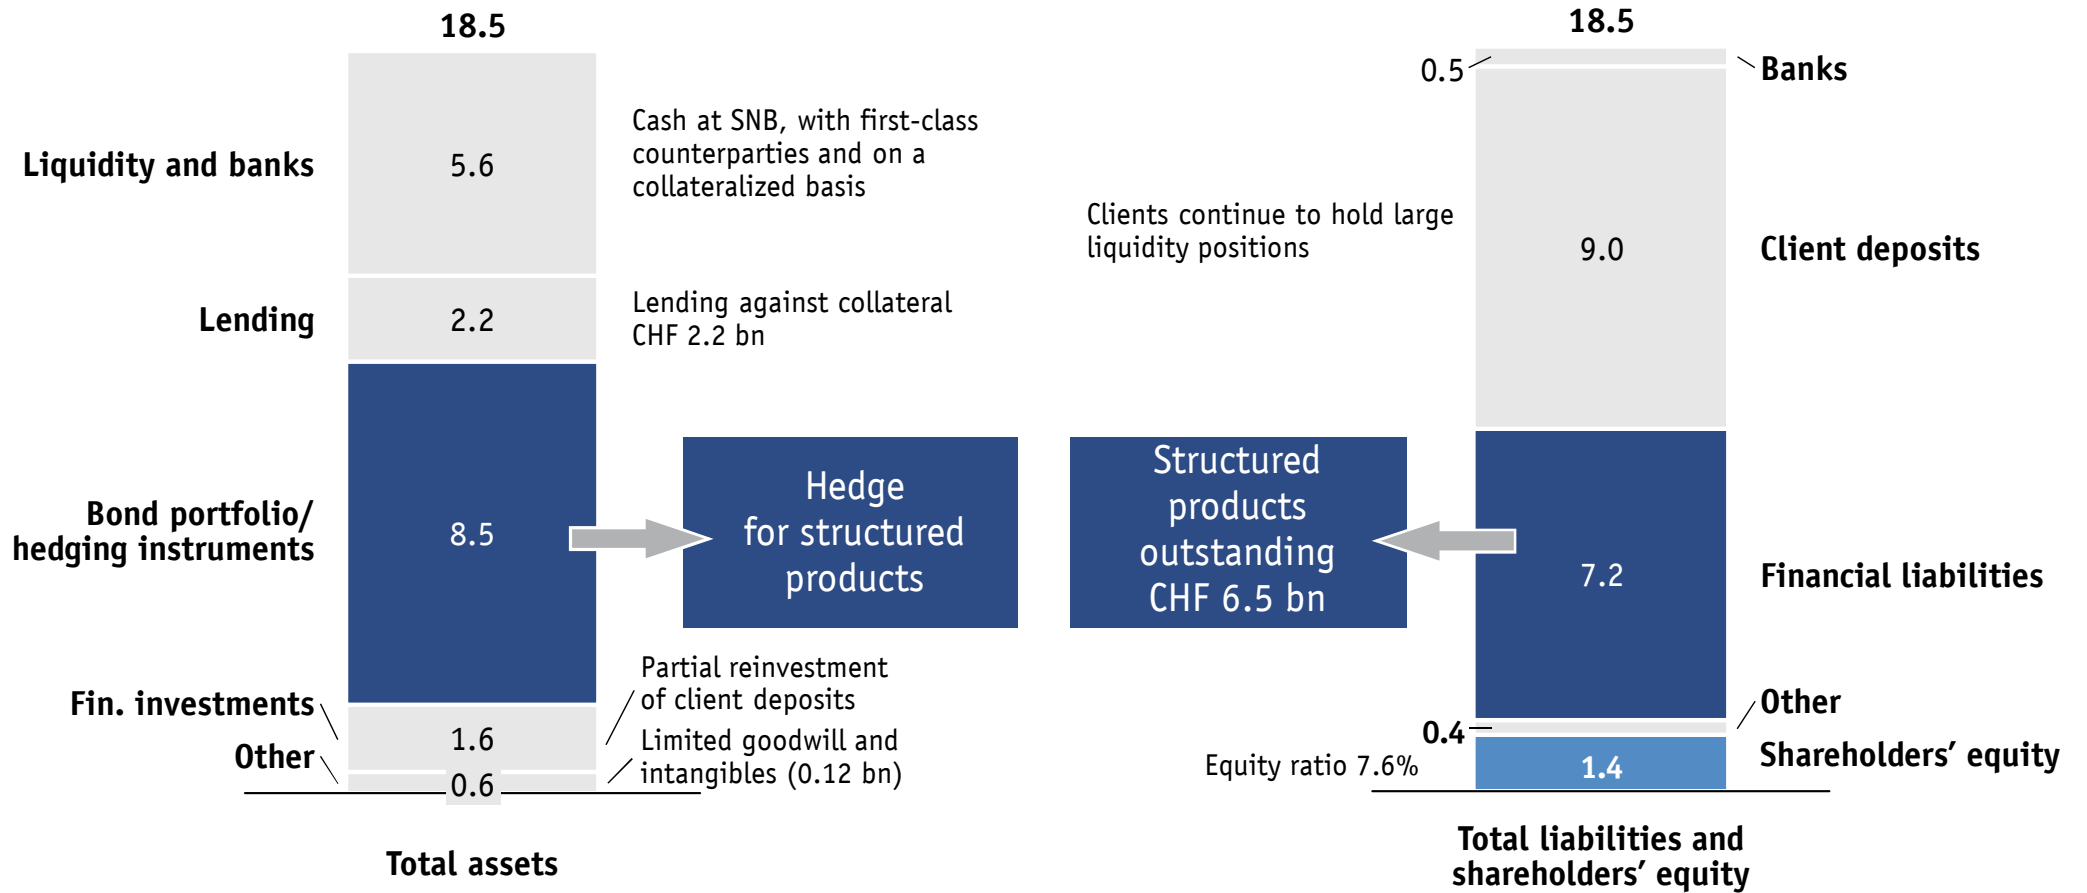 18.5
Liquidity and banks
5.6
Cash at SNB, with first-class
counterparties and on a
collateralized basis
Lending
2.2
Lending against collateral
CHF 2.2 bn
Bond portfolio/
hedging instruments
8.5
Hedge
for structured
products
Fin. investments
1.6
Partial reinvestment
of client deposits
Other
0.6
Limited goodwill and
intangibles (0.12 bn)
Total assets
18.5
0.5
Banks
Clients continue to hold large
liquidity positions
9.0
Client deposits
Structured
products
outstanding
CHF 6.5 bn
7.2
Financial liabilities
0.4
Other
Equity ratio 7.6%
1.4
Shareholders’ equity
Total liabilities and
shareholders’ equity